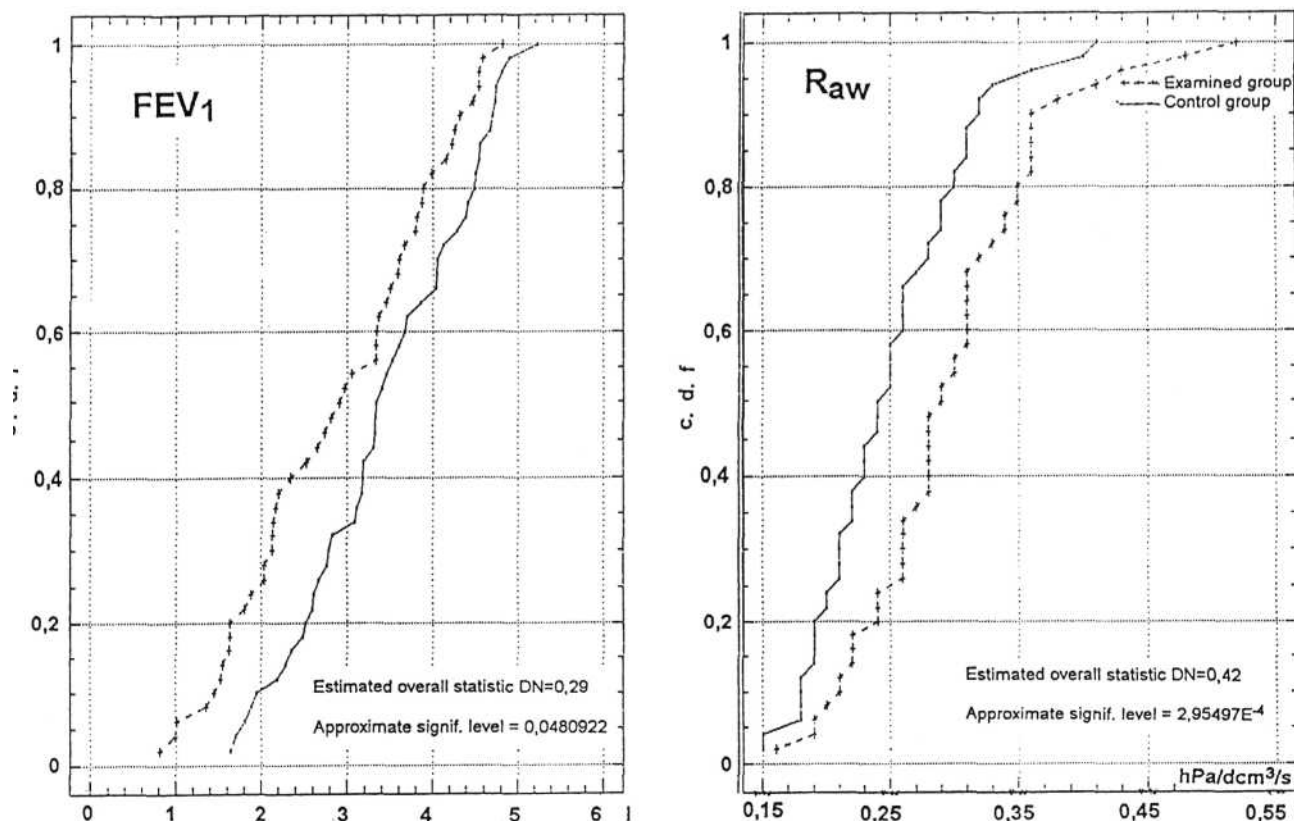 FEV1
1
0,8
0,6
0,4
0,2
0
Estimated overall statistic DN=0,29
Approximate signif. level = 0,0480922
0 1 2 3 4 5 6
Raw
Examined group
Control group
c. d. f
1
0,8
0,6
0,4
0,2
0
Estimated overall statistic DN=0,42
Approximate signif. level = 2,95497E-4
hPa/dcm³/s
0,15 0,25 0,35 0,45 0,55